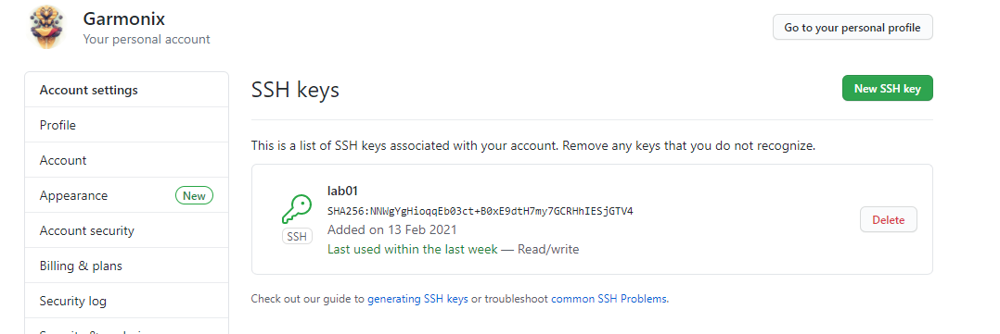 Garmonix
Your personal account
Go to your personal profile
Account settings
Profile
Account
Appearance New
Account security
Billing & plans
Security log
SSH keys
New SSH key
This is a list of SSH keys associated with your account. Remove any keys that you do not recognize.
SSH
lab01
SHA256:NNWgYgHioqqEb03ct+B0xE9dtH7my7GCRHhIESjGTV4
Added on 13 Feb 2021
Last used within the last week — Read/write
Delete
Check out our guide to generating SSH keys or troubleshoot common SSH Problems.